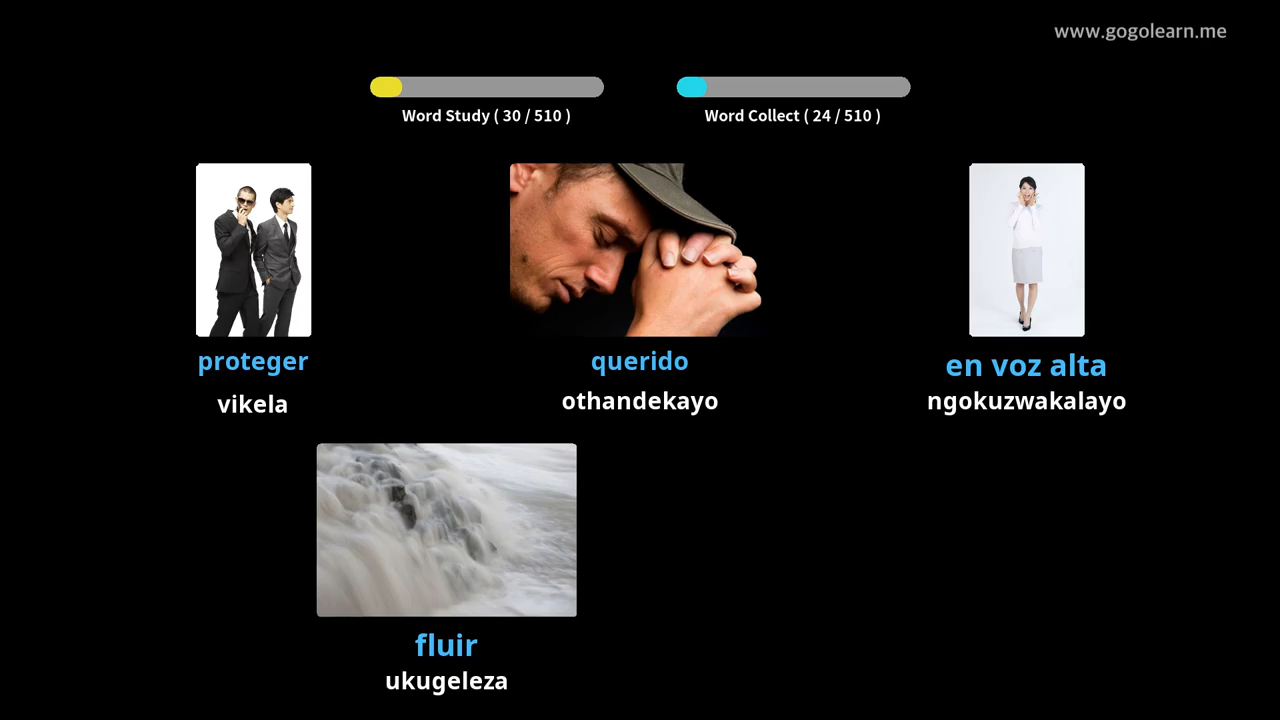 www.gogolearn.me
Word Study ( 30 / 510 )
Word Collect ( 24 / 510 )
proteger
vikela
querido
othandekayo
en voz alta
ngokuzwakalayo
fluir
ukugeleza